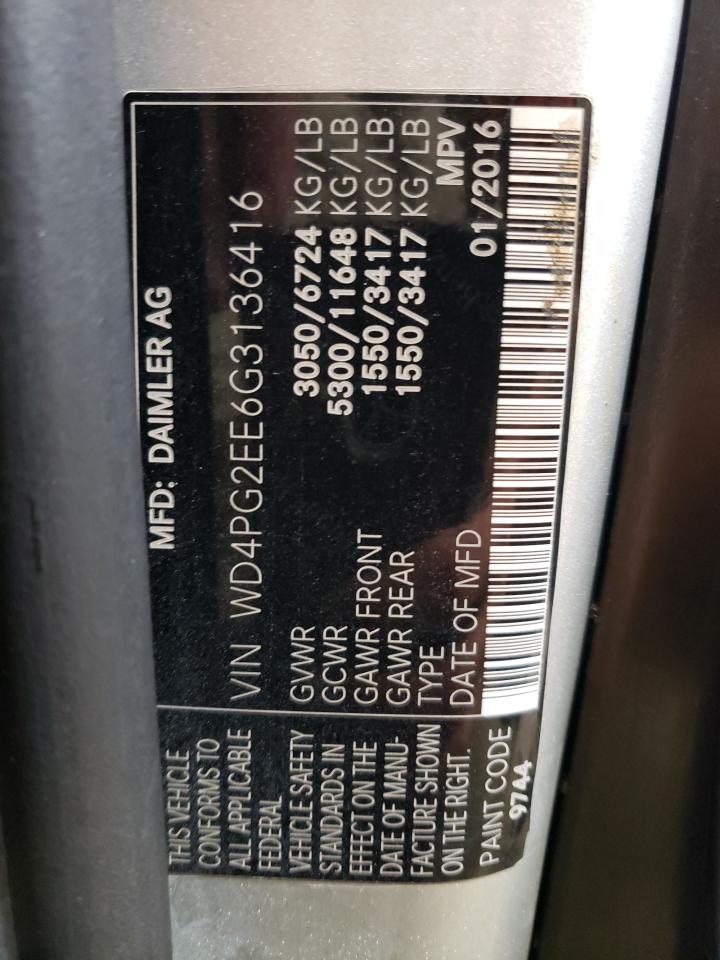 MFD: DAIMLER AG
VIN WD4PG2EE6G3136416
GVWR 3050/6724 KG/LB
GCWR 5300/11648 KG/LB
GAWR FRONT 1550/3417 KG/LB
GAWR REAR 1550/3417 KG/LB
TYPE MPV
DATE OF MFD 01/2016
THIS VEHICLE
CONFORMS TO
ALL APPLICABLE
FEDERAL
VEHICLE SAFETY
STANDARDS IN
EFFECT ON THE
DATE OF MANU-
FACTURE SHOWN
ON THE RIGHT.
PAINT CODE
9744